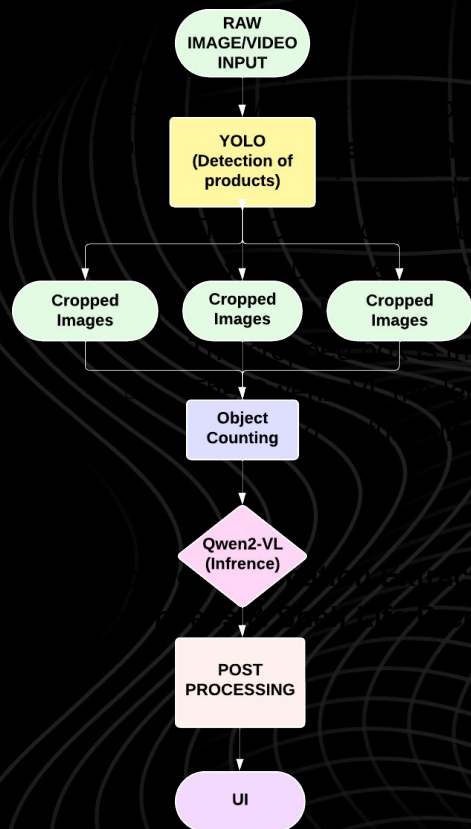 RAW
IMAGE/VIDEO
INPUT
YOLO
(Detection of
products)
Cropped
Images
Cropped
Images
Cropped
Images
Object
Counting
Qwen2-VL
(Infrence)
POST
PROCESSING
UI